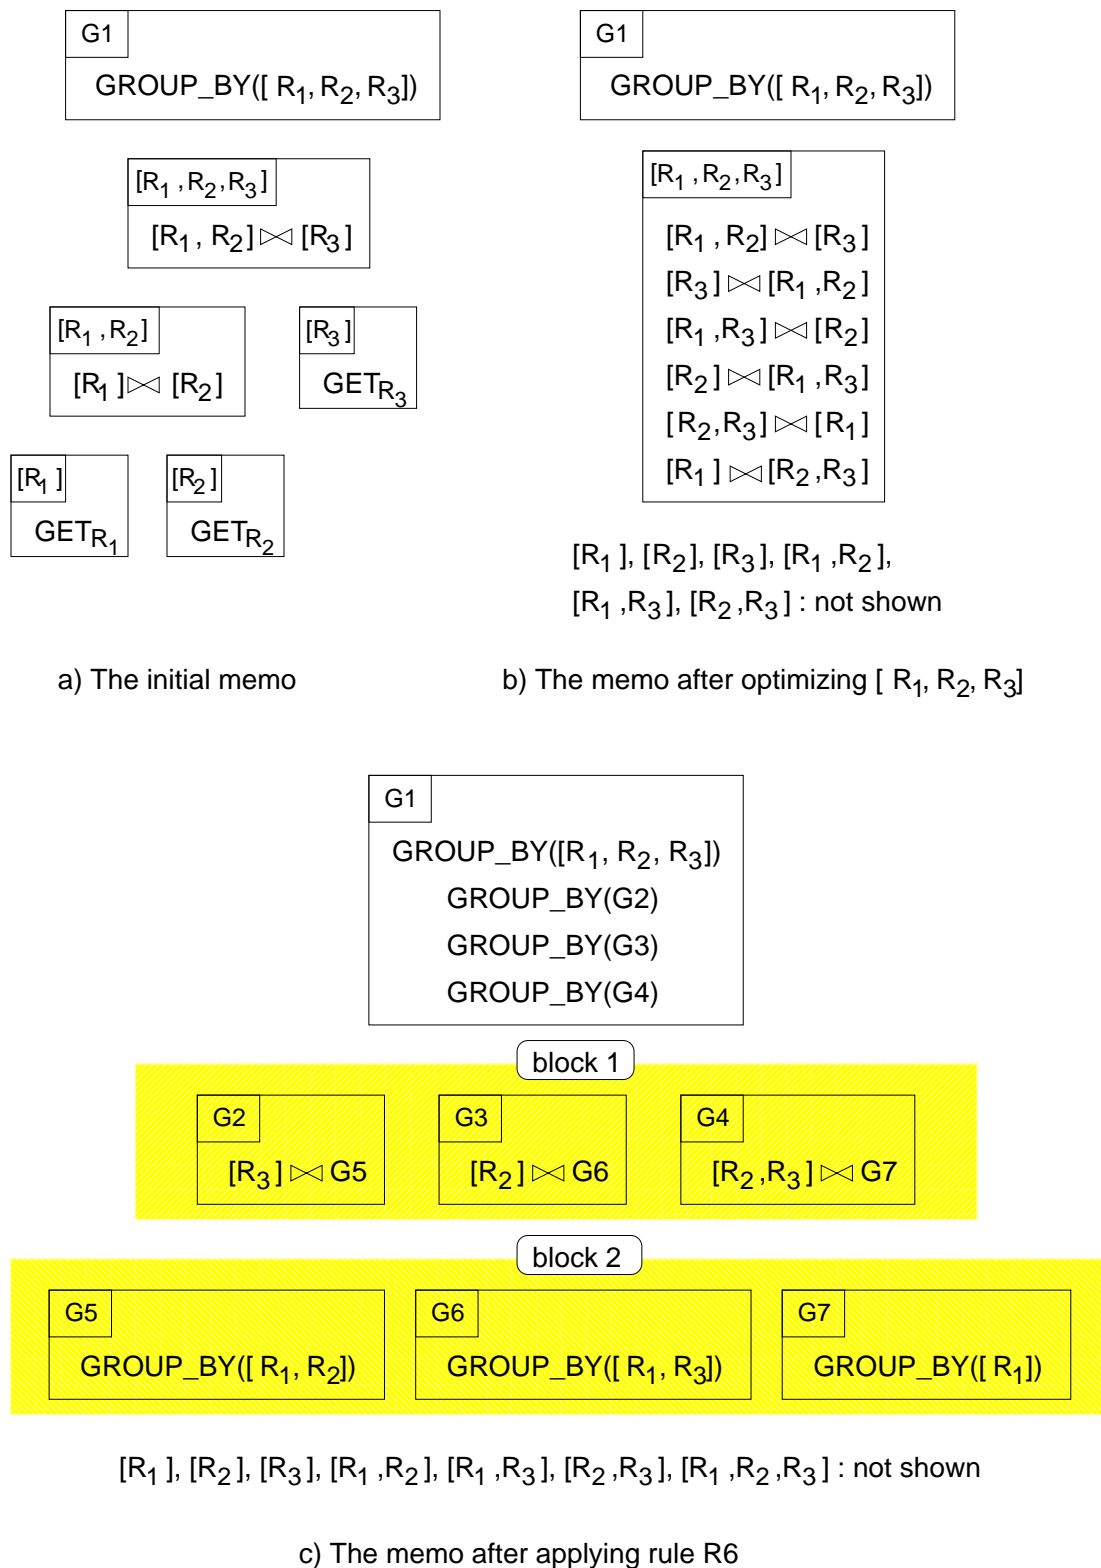 G1
GROUP_BY([ R1, R2, R3])
[R1 ,R2,R3]
[R1, R2] ⋈ [R3]
[R1 ,R2]
[R1 ] ⋈ [R2]
[R3]
GETR3
[R1 ]
GETR1
[R2]
GETR2
a) The initial memo
G1
GROUP_BY([ R1, R2, R3])
[R1 ,R2,R3]
[R1 ,R2] ⋈ [R3]
[R3] ⋈ [R1 ,R2]
[R1 ,R3] ⋈ [R2]
[R2] ⋈ [R1 ,R3]
[R2,R3] ⋈ [R1]
[R1 ] ⋈ [R2 ,R3]
[R1 ], [R2], [R3], [R1 ,R2],
[R1 ,R3], [R2 ,R3] : not shown
b) The memo after optimizing [ R1, R2, R3]
G1
GROUP_BY([R1, R2, R3])
GROUP_BY(G2)
GROUP_BY(G3)
GROUP_BY(G4)
block 1
G2
[R3] ⋈ G5
G3
[R2] ⋈ G6
G4
[R2 ,R3] ⋈ G7
block 2
G5
GROUP_BY([ R1, R2])
G6
GROUP_BY([ R1, R3])
G7
GROUP_BY([ R1])
[R1 ], [R2], [R3], [R1 ,R2], [R1 ,R3], [R2 ,R3], [R1 ,R2 ,R3 ] : not shown
c) The memo after applying rule R6